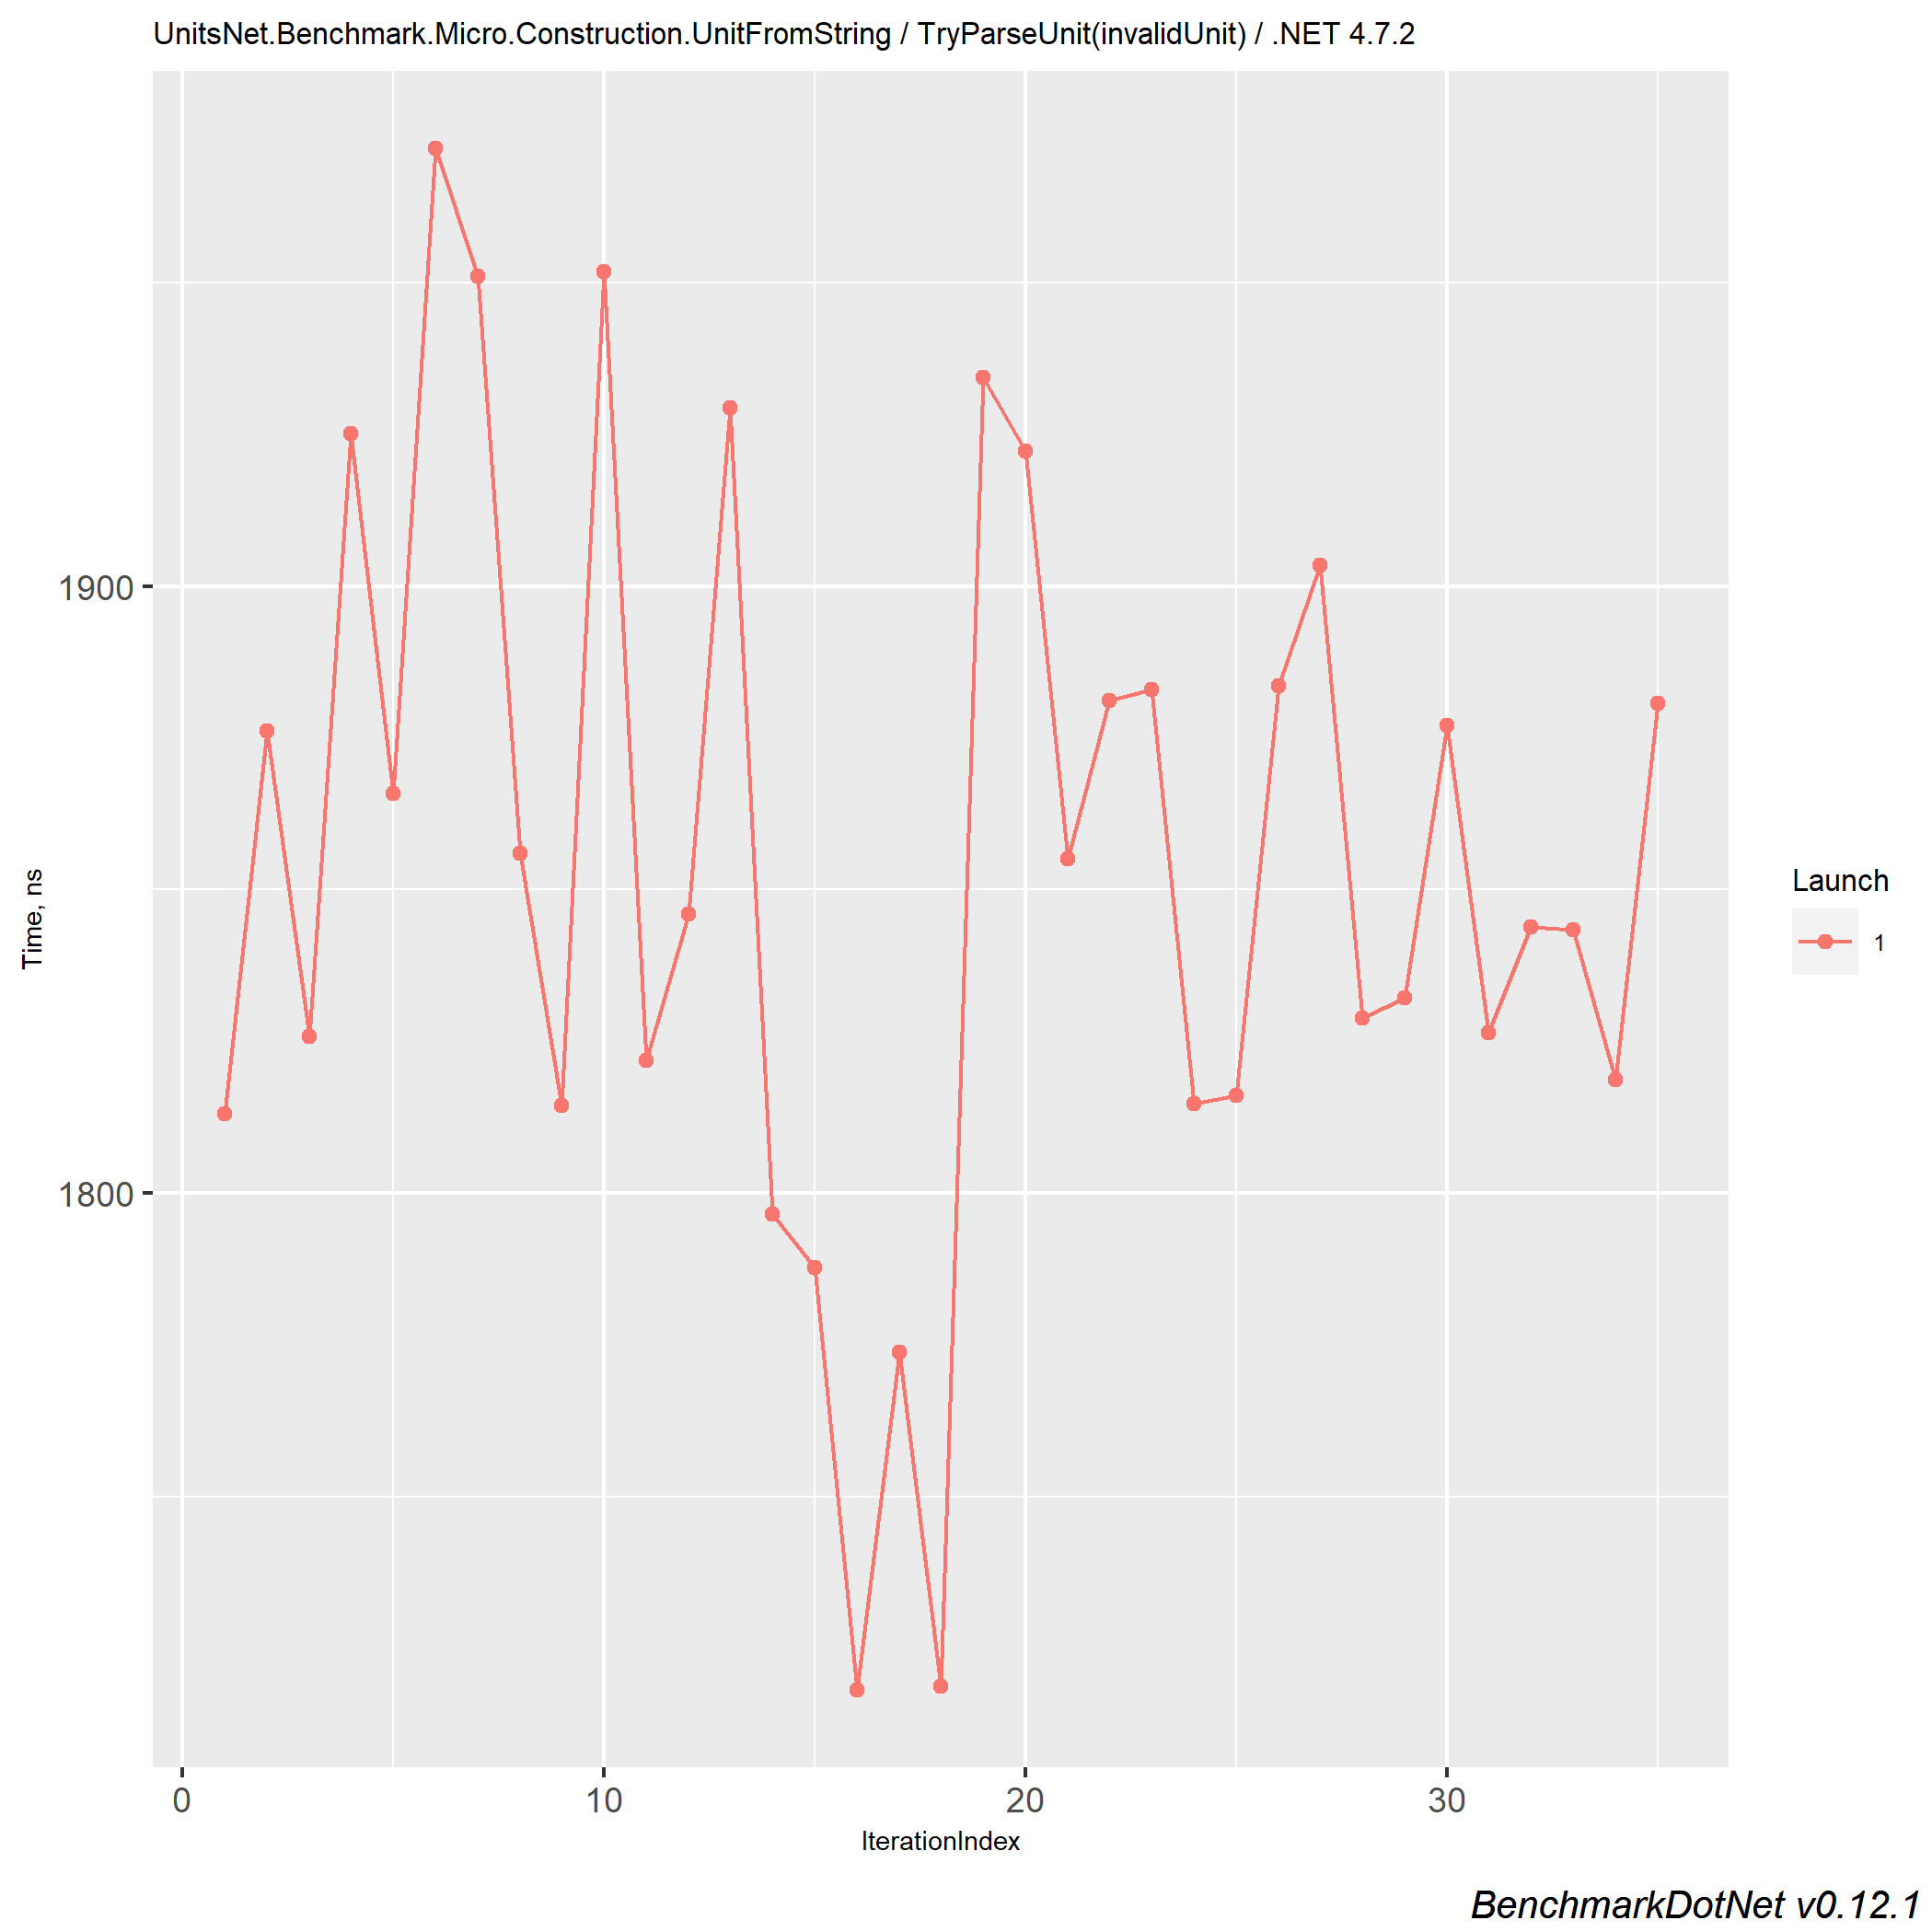 UnitsNet.Benchmark.Micro.Construction.UnitFromString / TryParseUnit(invalidUnit) / .NET 4.7.2
1900
1800
Time, ns
0 10 20 30
IterationIndex
Launch
1
BenchmarkDotNet v0.12.1